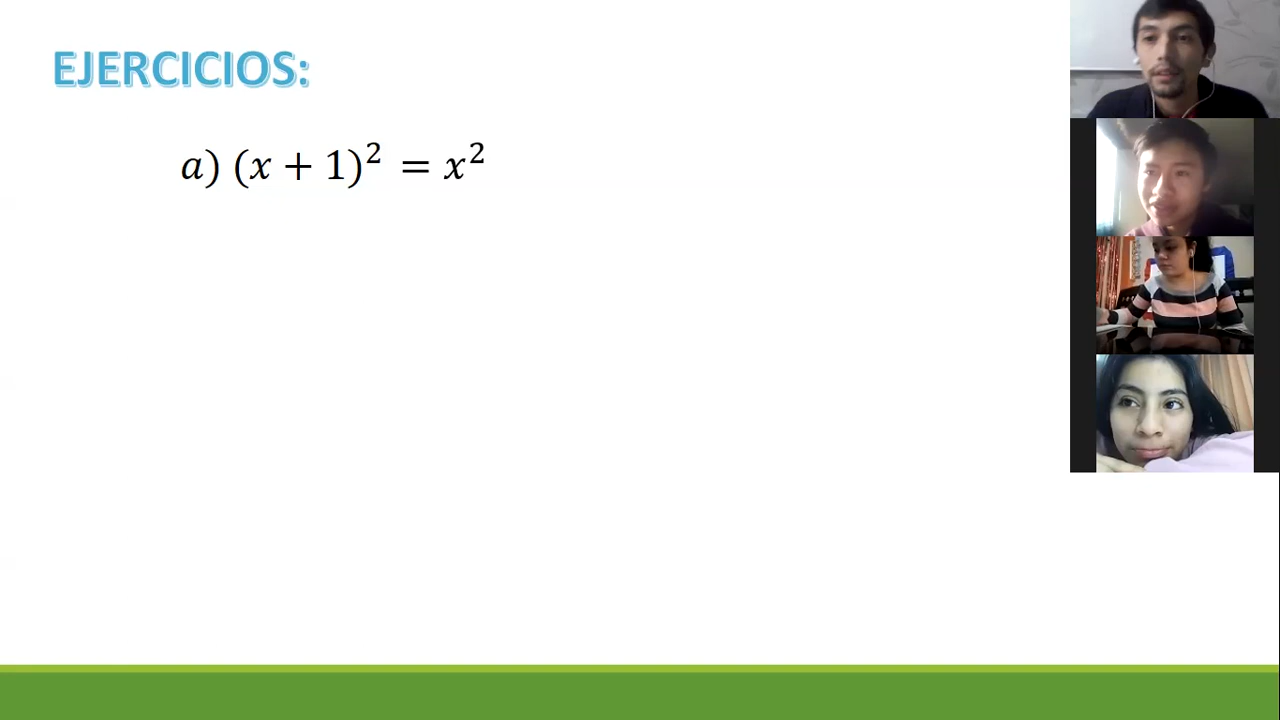 EJERCICIOS:
a) (x + 1)² = x²